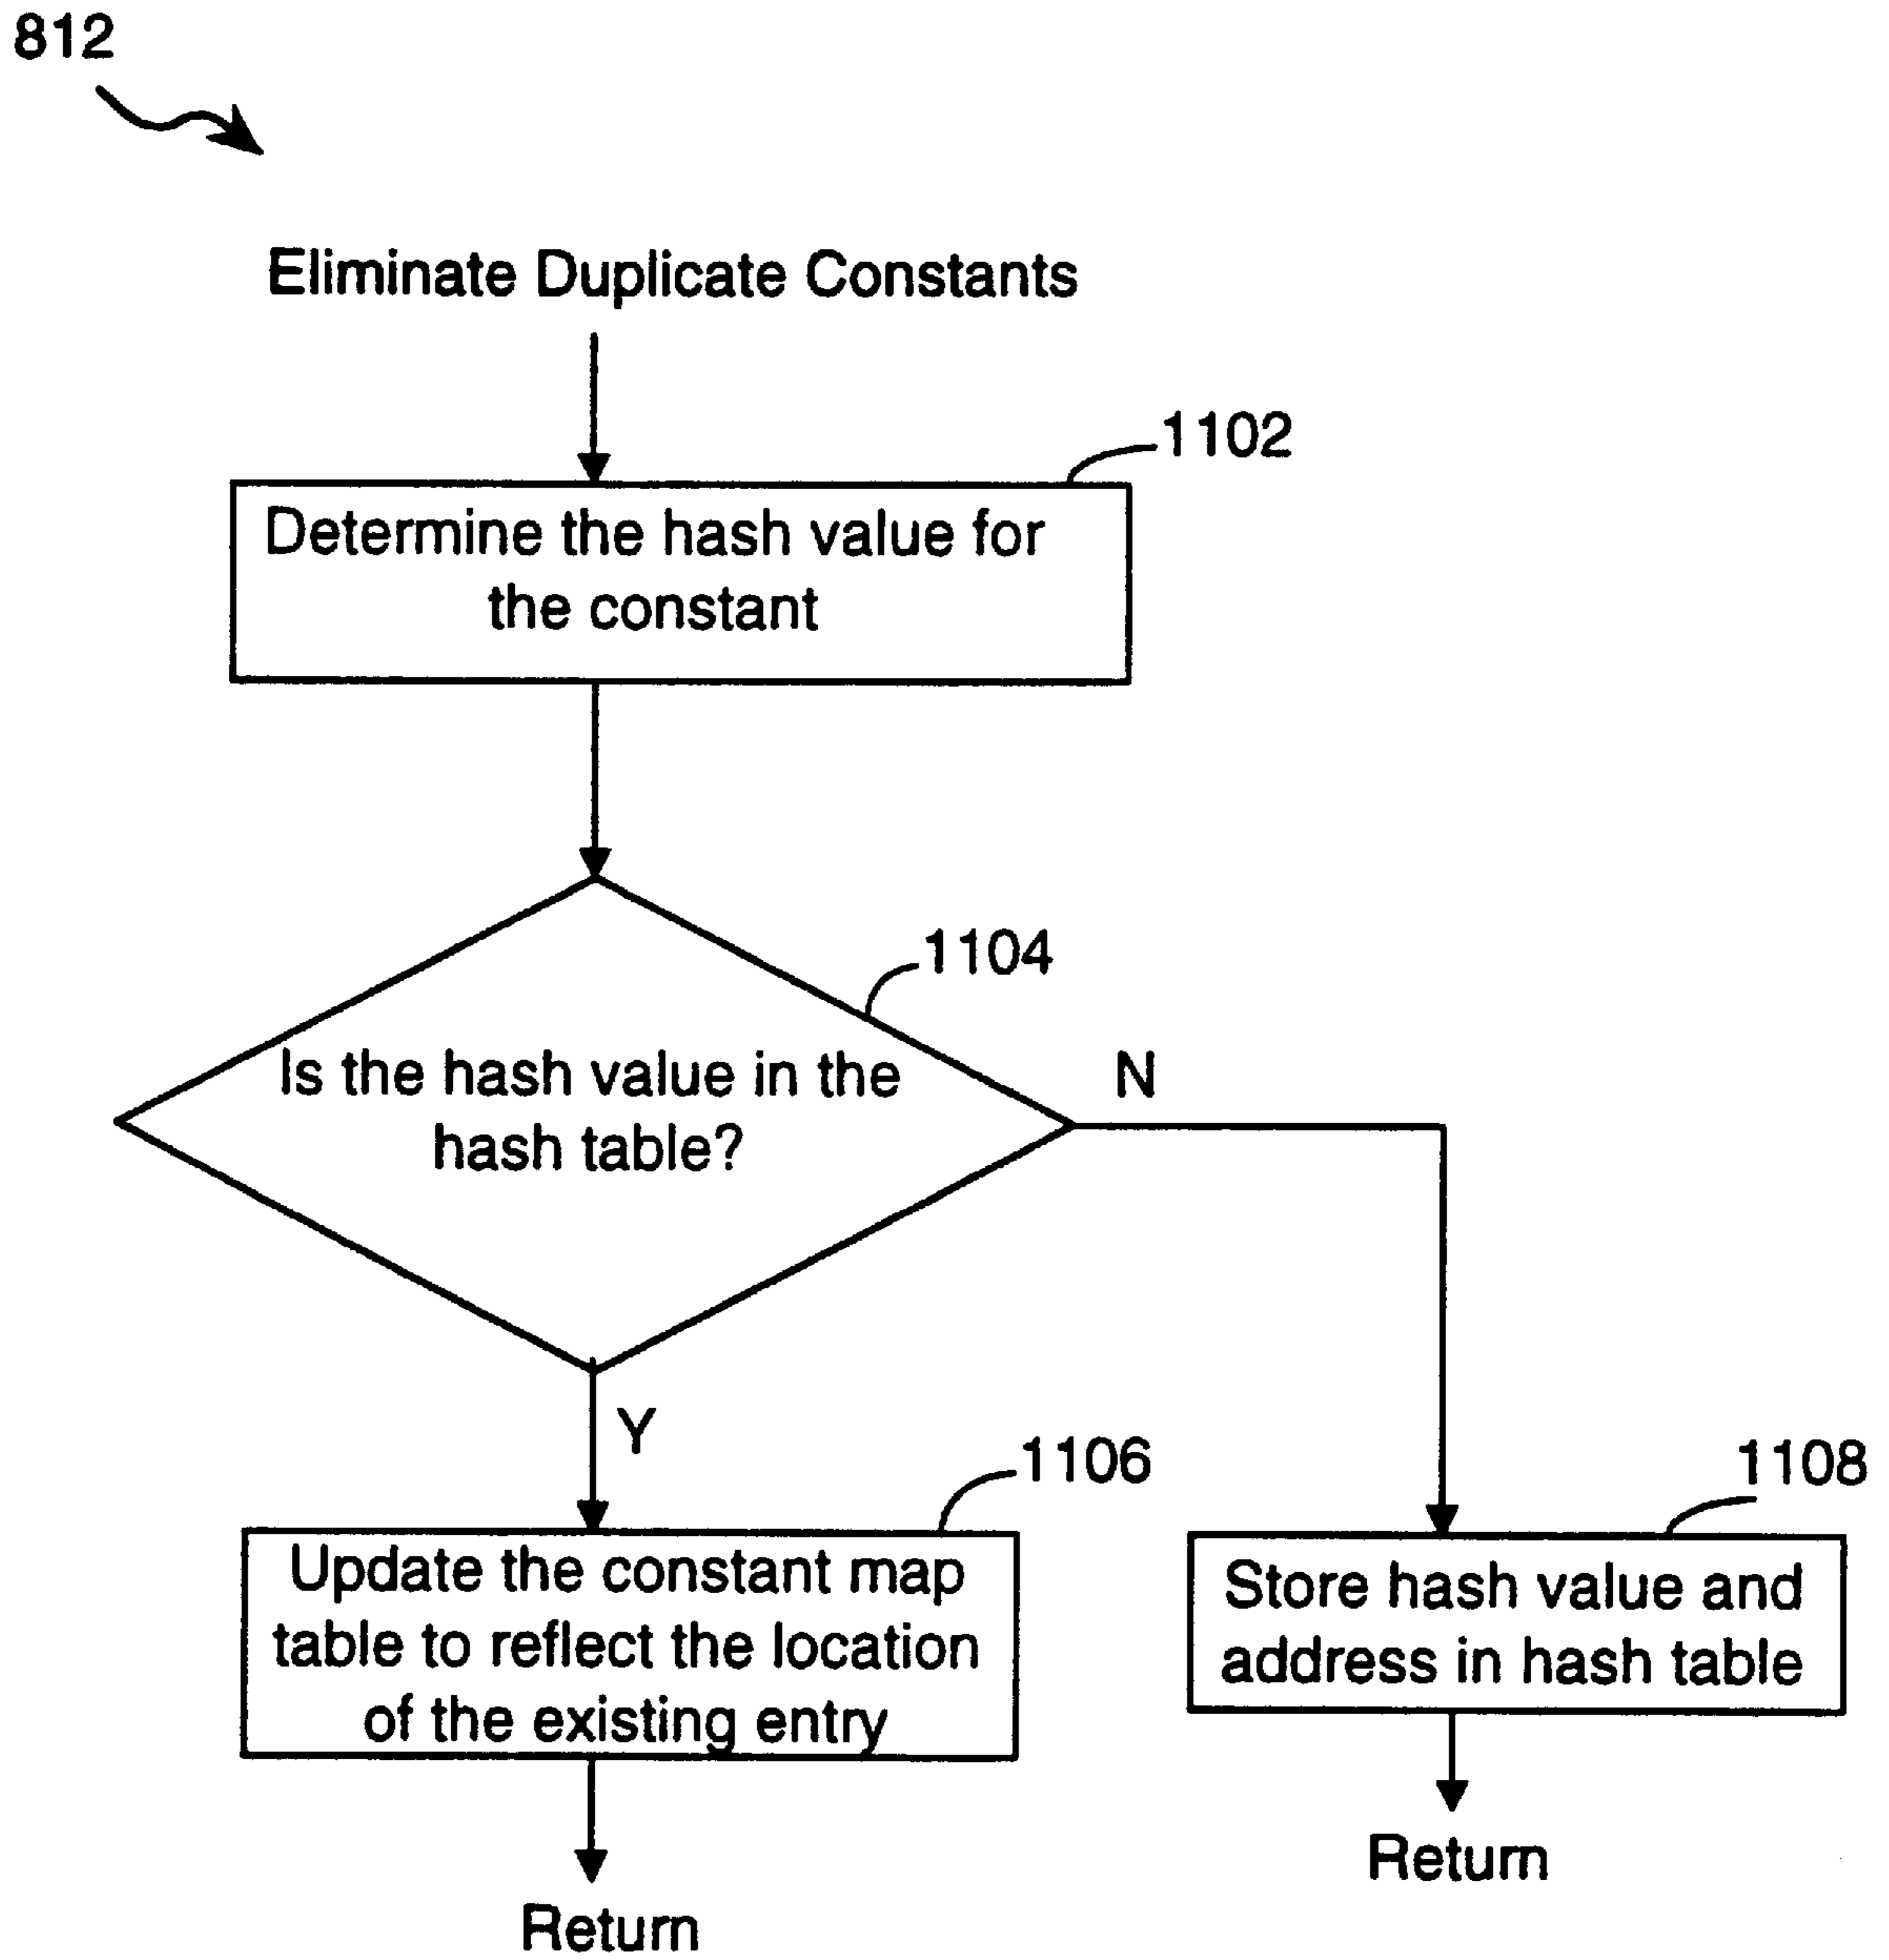 812
Eliminate Duplicate Constants
1102
Determine the hash value for
the constant
1104
Is the hash value in the
hash table?
N
Y
1106
Update the constant map
table to reflect the location
of the existing entry
Return
1108
Store hash value and
address in hash table
Return